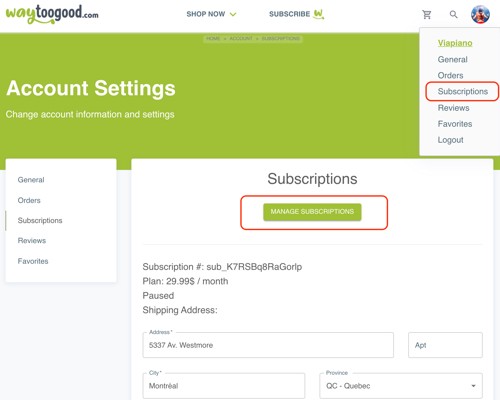 waytoogood.com
SHOP NOW
SUBSCRIBE
HOME • ACCOUNT • SUBSCRIPTIONS
Viapiano
General
Orders
Subscriptions
Reviews
Favorites
Logout
Account Settings
Change account information and settings
General
Orders
Subscriptions
Reviews
Favorites
Subscriptions
MANAGE SUBSCRIPTIONS
Subscription #: sub_K7RSBq8RaGorlp
Plan: 29.99$ / month
Paused
Shipping Address:
Address*
5337 Av. Westmore
Apt
City*
Montréal
Province
QC - Quebec